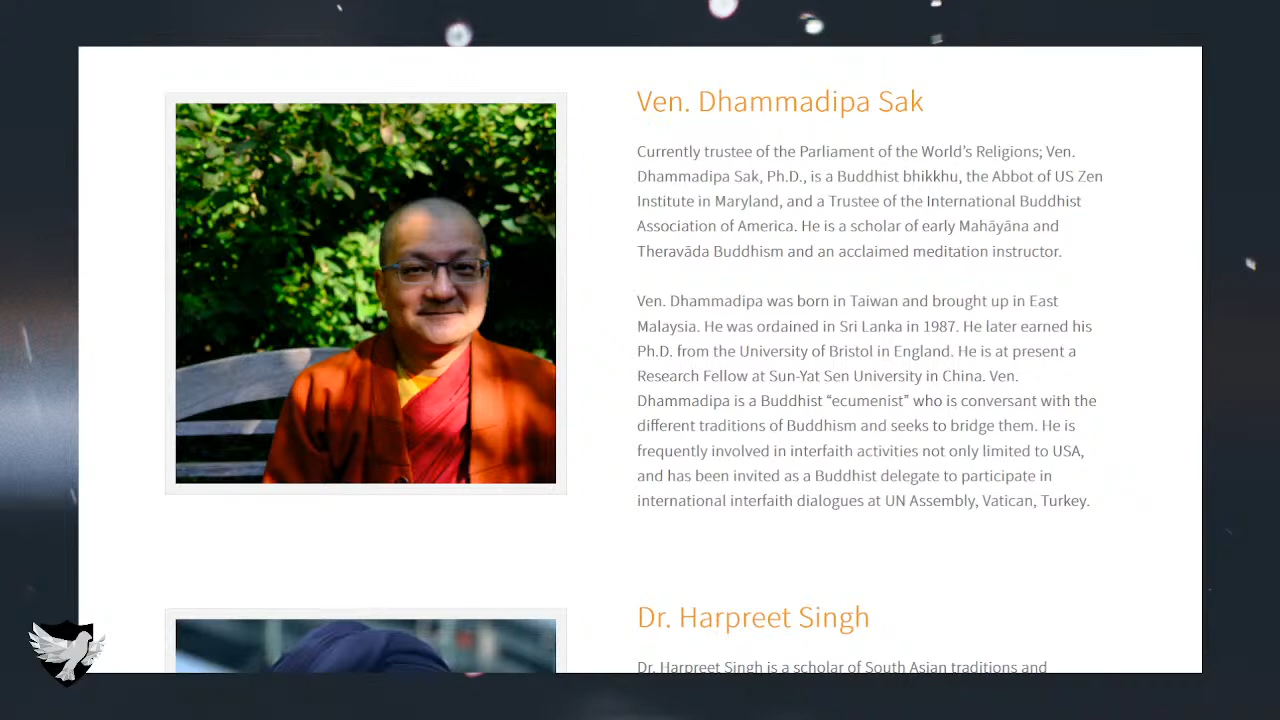 Ven. Dhammadipa Sak
Currently trustee of the Parliament of the World’s Religions; Ven.
Dhammadipa Sak, Ph.D., is a Buddhist bhikkhu, the Abbot of US Zen
Institute in Maryland, and a Trustee of the International Buddhist
Association of America. He is a scholar of early Mahāyāna and
Theravāda Buddhism and an acclaimed meditation instructor.
Ven. Dhammadipa was born in Taiwan and brought up in East
Malaysia. He was ordained in Sri Lanka in 1987. He later earned his
Ph.D. from the University of Bristol in England. He is at present a
Research Fellow at Sun-Yat Sen University in China. Ven.
Dhammadipa is a Buddhist “ecumenist” who is conversant with the
different traditions of Buddhism and seeks to bridge them. He is
frequently involved in interfaith activities not only limited to USA,
and has been invited as a Buddhist delegate to participate in
international interfaith dialogues at UN Assembly, Vatican, Turkey.
Dr. Harpreet Singh
Dr. Harpreet Singh is a scholar of South Asian traditions and